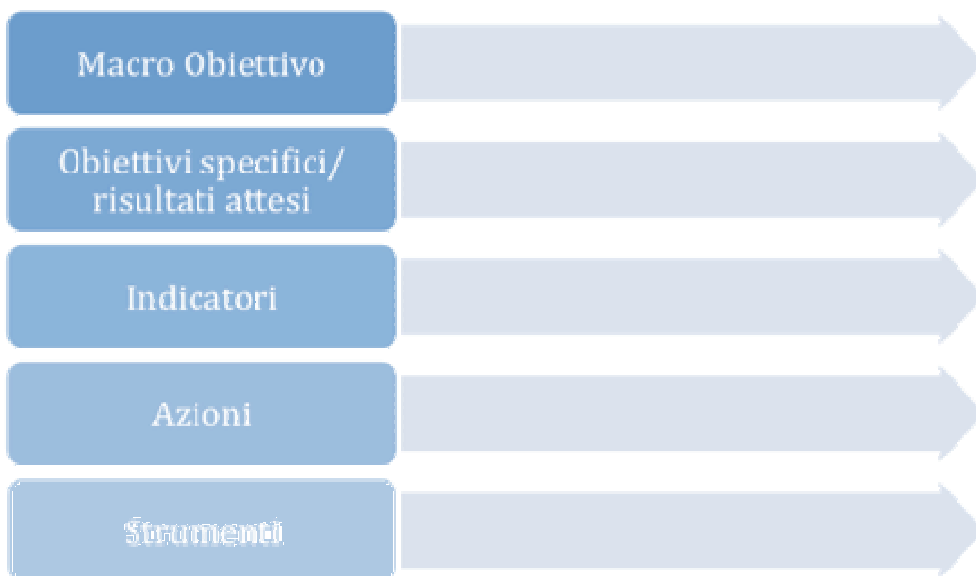 Macro Obiettivo
Obiettivi specifici/
risultati attesi
Indicatori
Azioni
Strumenti